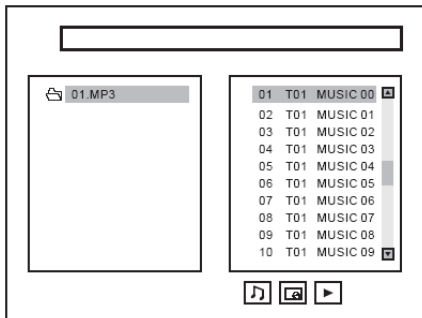 01.MP3
01 T01 MUSIC 00
02 T01 MUSIC 01
03 T01 MUSIC 02
04 T01 MUSIC 03
05 T01 MUSIC 04
06 T01 MUSIC 05
07 T01 MUSIC 06
08 T01 MUSIC 07
09 T01 MUSIC 08
10 T01 MUSIC 09